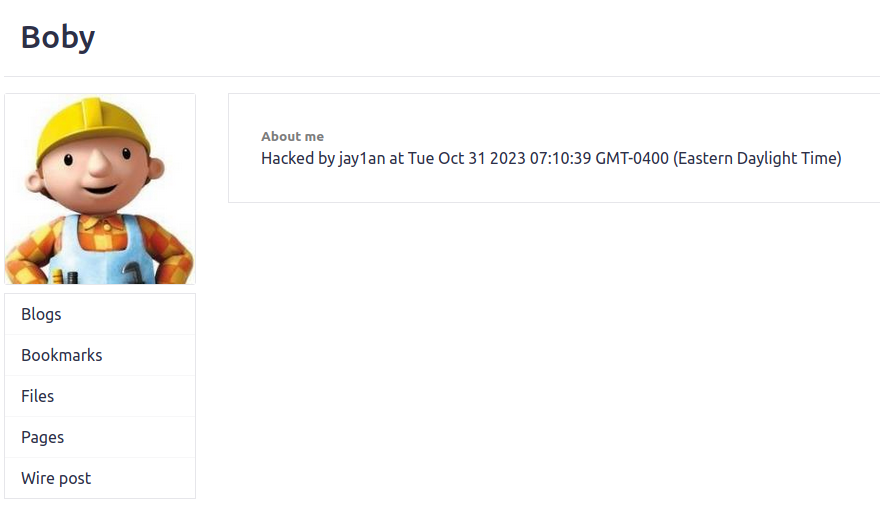 Boby
About me
Hacked by jay1an at Tue Oct 31 2023 07:10:39 GMT-0400 (Eastern Daylight Time)
Blogs
Bookmarks
Files
Pages
Wire post